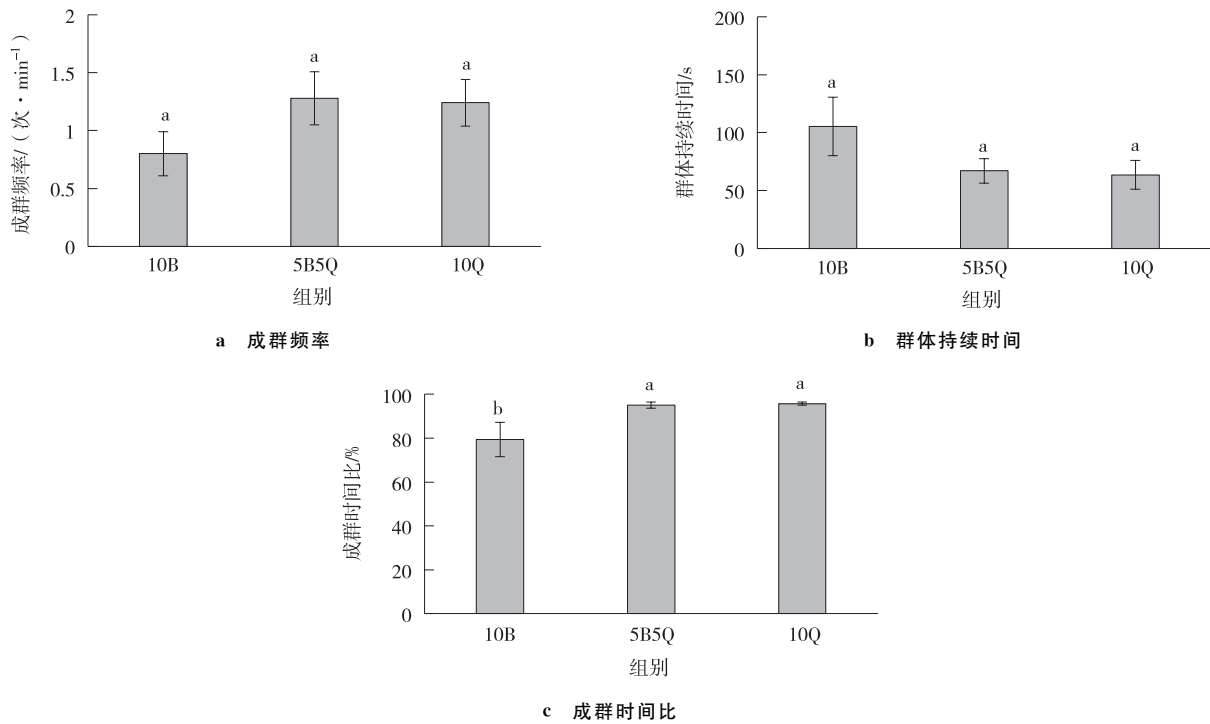 2
1.5
1
0.5
0
成群频率/（次·min⁻¹）
a
a
a
10B
5B5Q
10Q
组别
a 成群频率
200
150
100
50
0
群体持续时间/s
a
a
a
10B
5B5Q
10Q
组别
b 群体持续时间
100
80
60
40
20
0
成群时间比/%
b
a
a
10B
5B5Q
10Q
组别
c 成群时间比